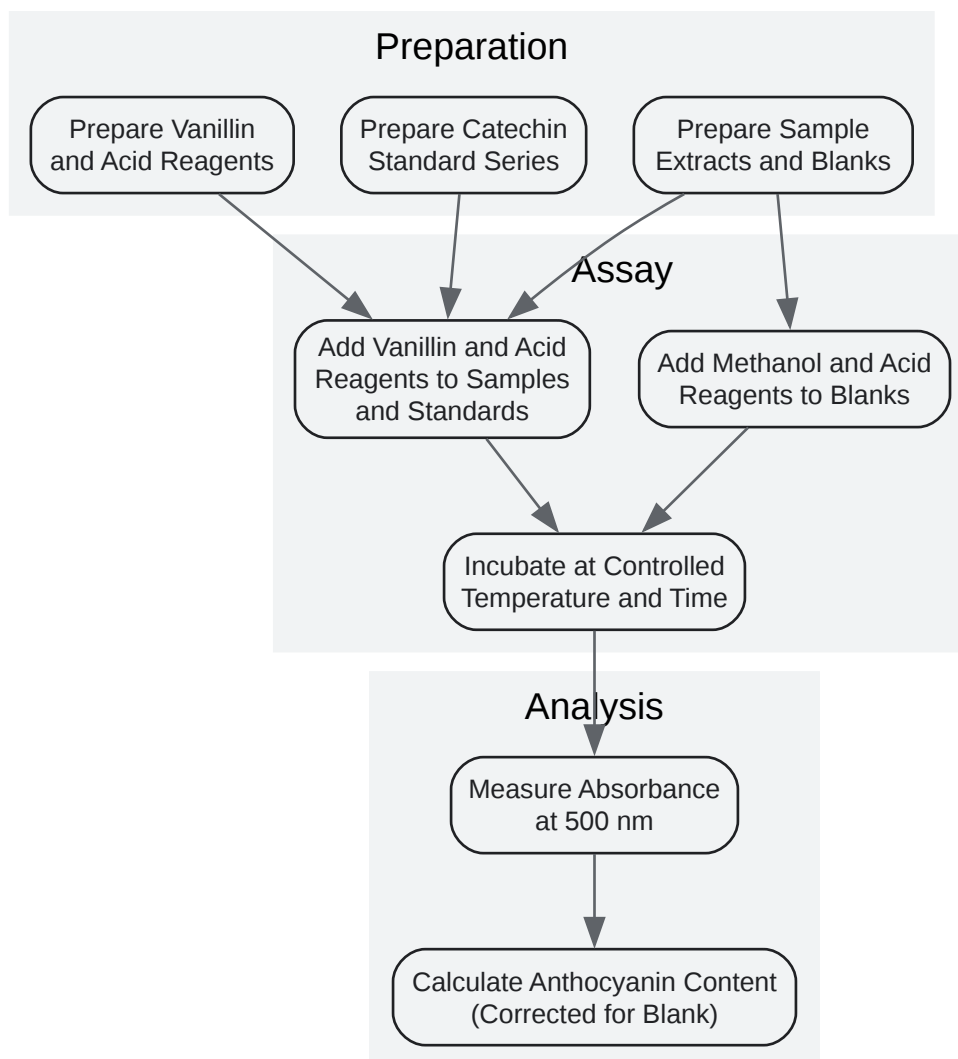 Preparation
Prepare Vanillin
and Acid Reagents
Prepare Catechin
Standard Series
Prepare Sample
Extracts and Blanks
Assay
Add Vanillin and Acid
Reagents to Samples
and Standards
Add Methanol and Acid
Reagents to Blanks
Incubate at Controlled
Temperature and Time
Analysis
Measure Absorbance
at 500 nm
Calculate Anthocyanin Content
(Corrected for Blank)